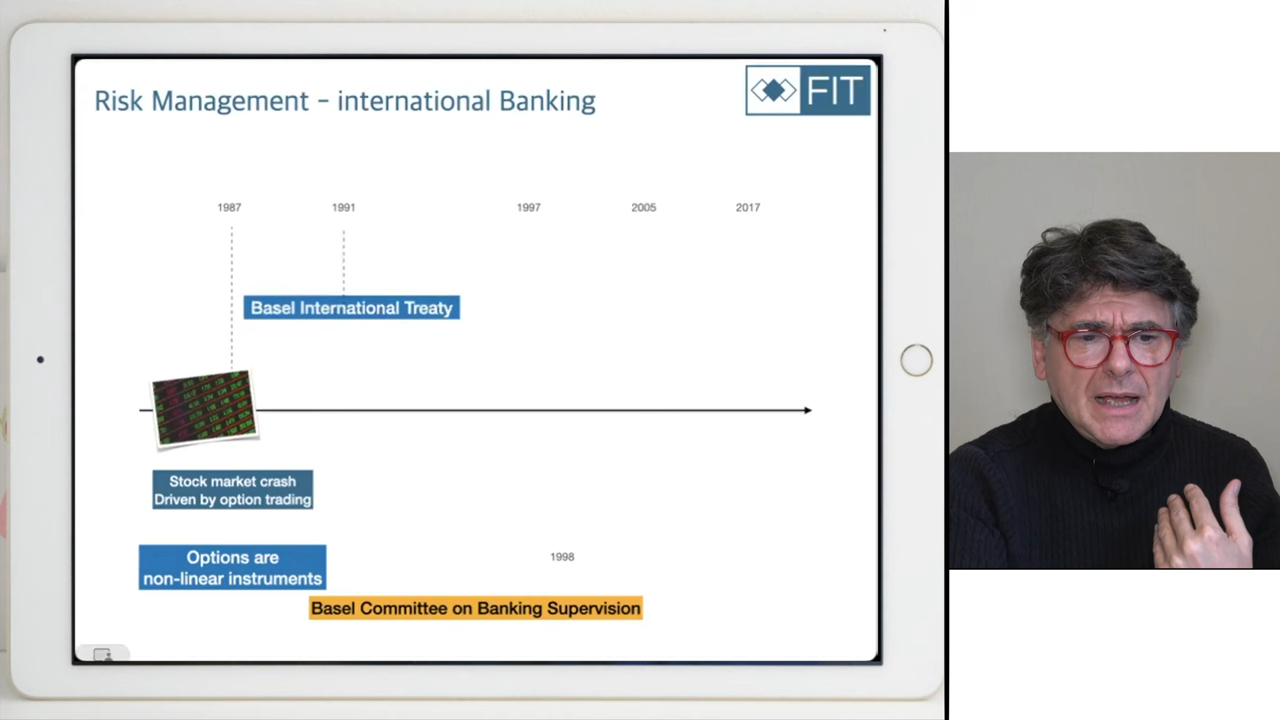 Risk Management – international Banking
FIT
1987
1991
1997
2005
2017
Basel International Treaty
Stock market crash
Driven by option trading
Options are
non-linear instruments
1998
Basel Committee on Banking Supervision